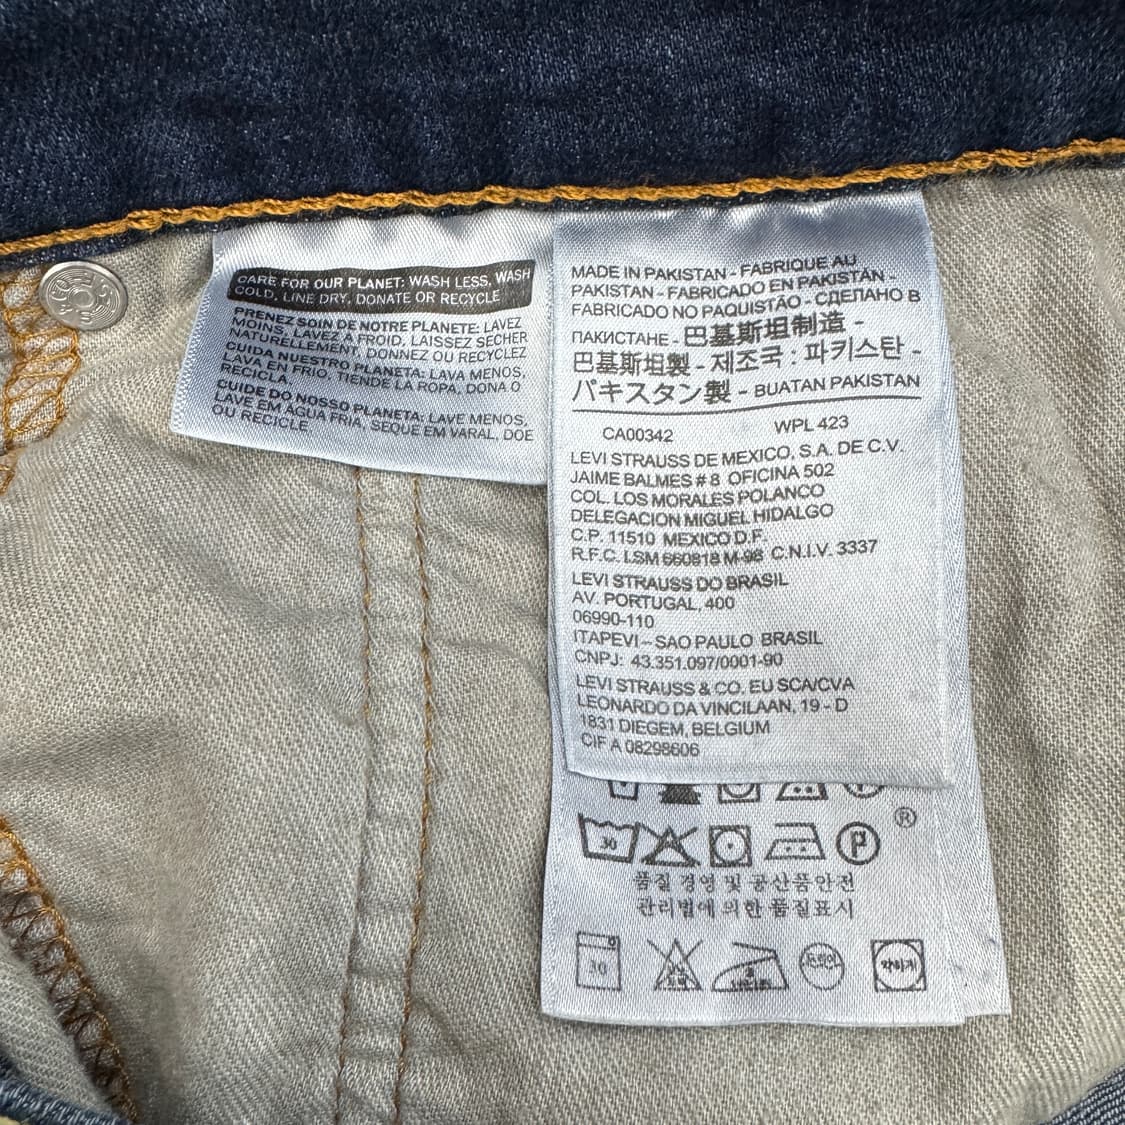 CARE FOR OUR PLANET: WASH LESS, WASH
COLD, LINE DRY, DONATE OR RECYCLE
PRENEZ SOIN DE NOTRE PLANETE: LAVEZ
MOINS, LAVEZ À FROID, LAISSEZ SÉCHER
NATURELLEMENT, DONNEZ OU RECYCLEZ
CUIDA NUESTRO PLANETA: LAVA MENOS,
LAVA EN FRIO, TIENDE LA ROPA, DONA O
RECICLA.
CUIDE DO NOSSO PLANETA: LAVE MENOS,
LAVE EM ÁGUA FRIA, SEQUE EM VARAL, DOE
OU RECICLE
MADE IN PAKISTAN - FABRIQUE AU
PAKISTAN - FABRICADO EN PAKISTÁN -
FABRICADO NO PAQUISTÃO - СДЕЛАНО В
ПАКИСТАНЕ - 巴基斯坦制造 -
巴基斯坦製 - 제조국 : 파키스탄 -
パキスタン製 - BUATAN PAKISTAN
CA00342 WPL 423
LEVI STRAUSS DE MEXICO, S.A. DE C.V.
JAIME BALMES # 8 OFICINA 502
COL. LOS MORALES POLANCO
DELEGACION MIGUEL HIDALGO
C.P. 11510 MEXICO D.F.
R.F.C. LSM 660818 M-98 C.N.I.V. 3337
LEVI STRAUSS DO BRASIL
AV. PORTUGAL, 400
06990-110
ITAPEVI – SAO PAULO BRASIL
CNPJ: 43.351.097/0001-90
LEVI STRAUSS & CO. EU SCA/CVA
LEONARDO DA VINCILAAN, 19 - D
1831 DIEGEM, BELGIUM
CIF A 08298606
®
30 P
품질 경영 및 공산품안전
관리법에 의한 품질표시
30 약하게